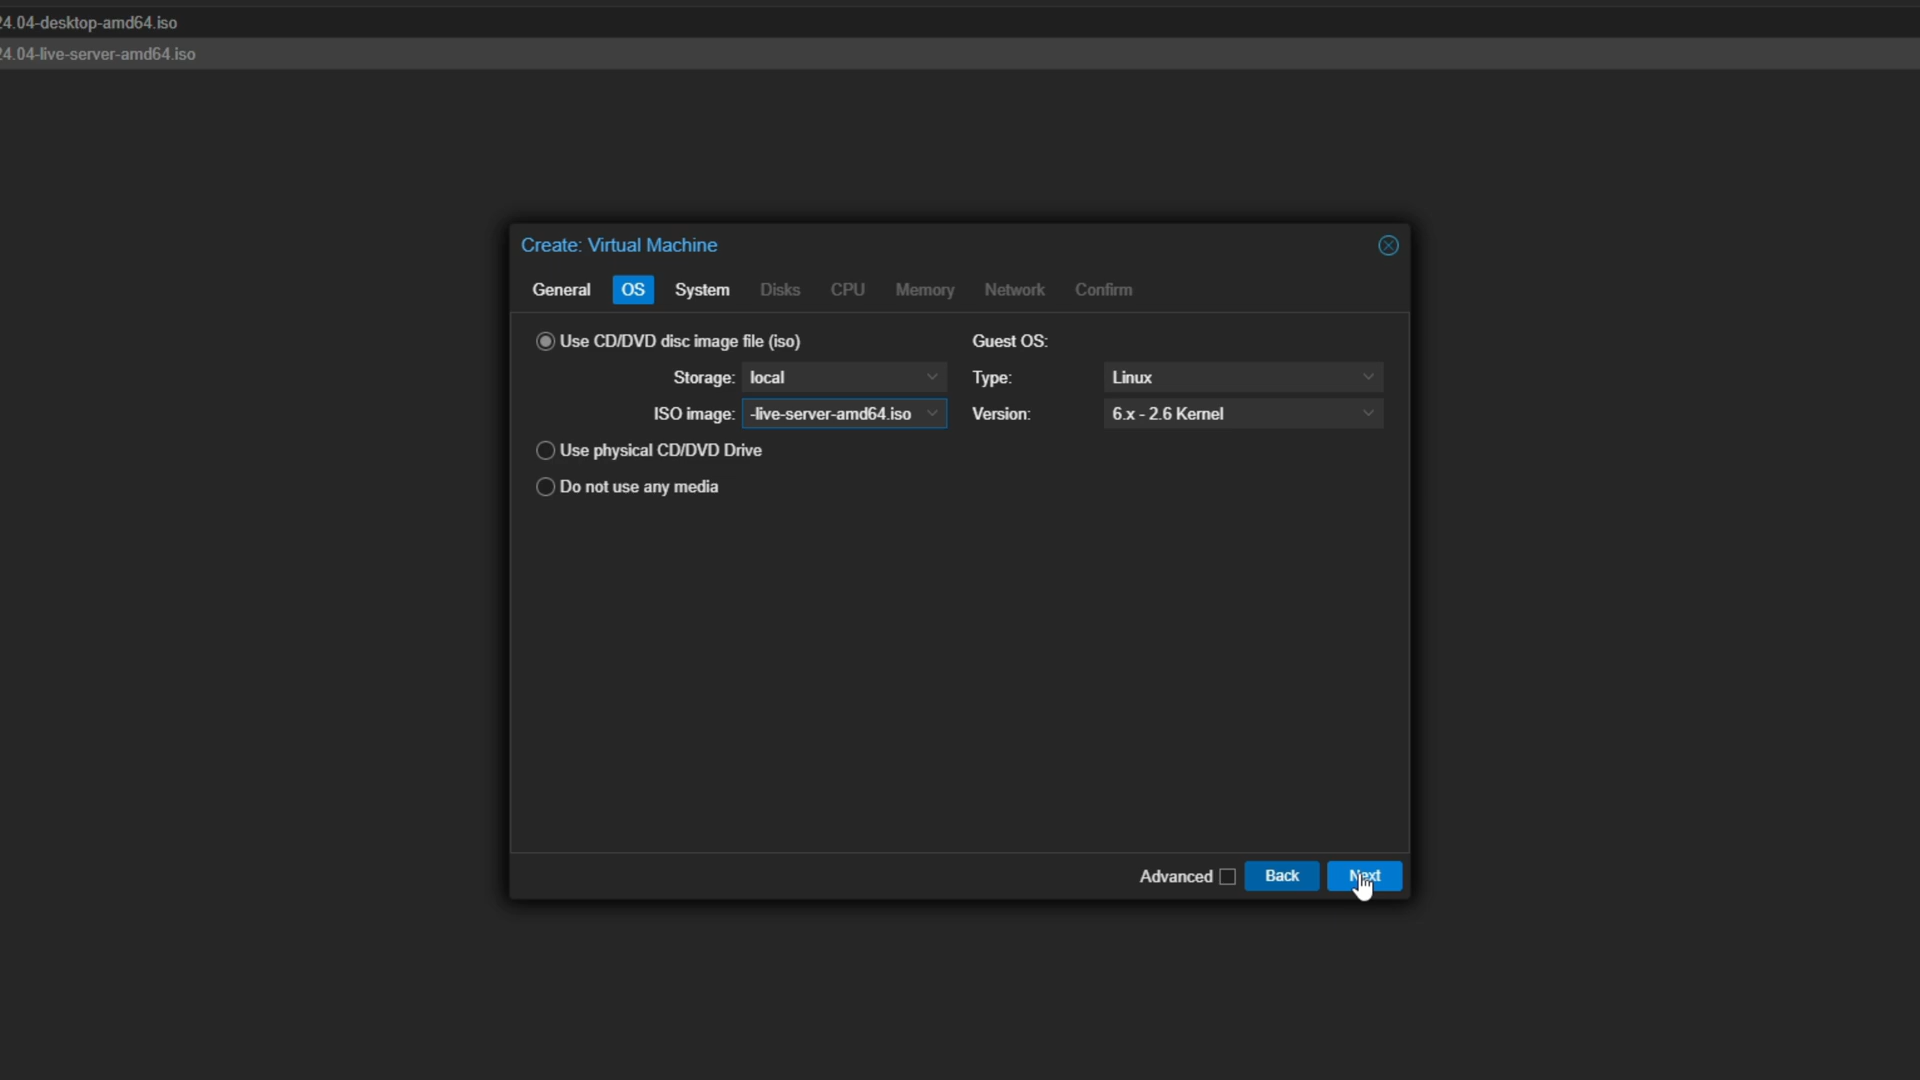 24.04-desktop-amd64.iso
24.04-live-server-amd64.iso
Create: Virtual Machine
General OS System Disks CPU Memory Network Confirm
Use CD/DVD disc image file (iso) Guest OS:
Storage: local Type: Linux
ISO image: -live-server-amd64.iso Version: 6.x - 2.6 Kernel
Use physical CD/DVD Drive
Do not use any media
Advanced Back Next